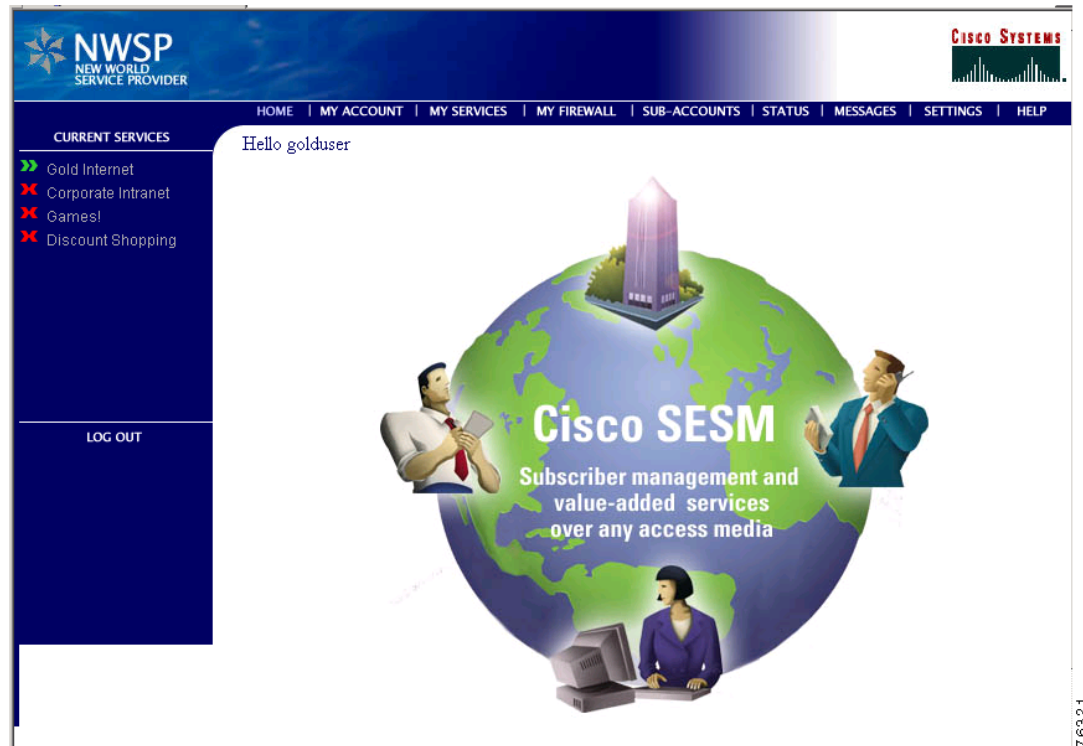 NWSP
NEW WORLD
SERVICE PROVIDER
CISCO SYSTEMS
HOME | MY ACCOUNT | MY SERVICES | MY FIREWALL | SUB-ACCOUNTS | STATUS | MESSAGES | SETTINGS | HELP
CURRENT SERVICES
Gold Internet
Corporate Intranet
Games!
Discount Shopping
LOG OUT
Hello golduser
Cisco SESM
Subscriber management and
value-added services
over any access media
76321